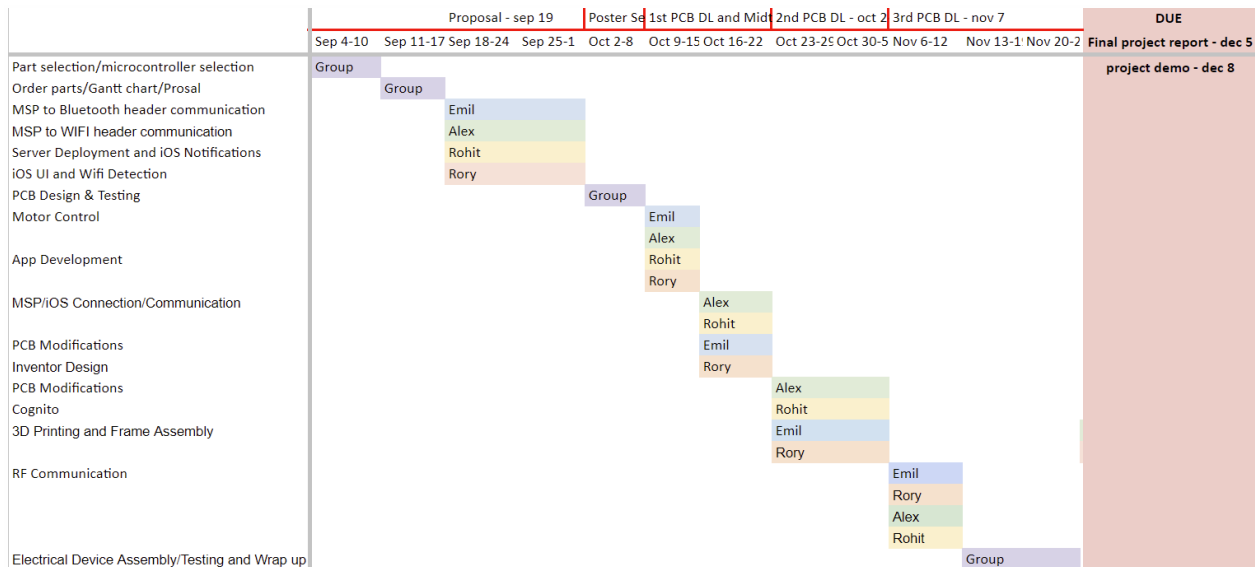 Proposal - sep 19 Poster Se 1st PCB DL and Midt 2nd PCB DL - oct 2 3rd PCB DL - nov 7 DUE
Sep 4-10 Sep 11-17 Sep 18-24 Sep 25-1 Oct 2-8 Oct 9-15 Oct 16-22 Oct 23-29 Oct 30-5 Nov 6-12 Nov 13-1 Nov 20-2 Final project report - dec 5
Part selection/microcontroller selection Group project demo - dec 8
Order parts/Gantt chart/Prosal Group
MSP to Bluetooth header communication Emil
MSP to WIFI header communication Alex
Server Deployment and iOS Notifications Rohit
iOS UI and Wifi Detection Rory
PCB Design & Testing Group
Motor Control Emil
Alex
App Development Rohit
Rory
MSP/iOS Connection/Communication Alex
Rohit
PCB Modifications Emil
Inventor Design Rory
PCB Modifications Alex
Cognito Rohit
3D Printing and Frame Assembly Emil
Rory
RF Communication Emil
Rory
Alex
Rohit
Electrical Device Assembly/Testing and Wrap up Group